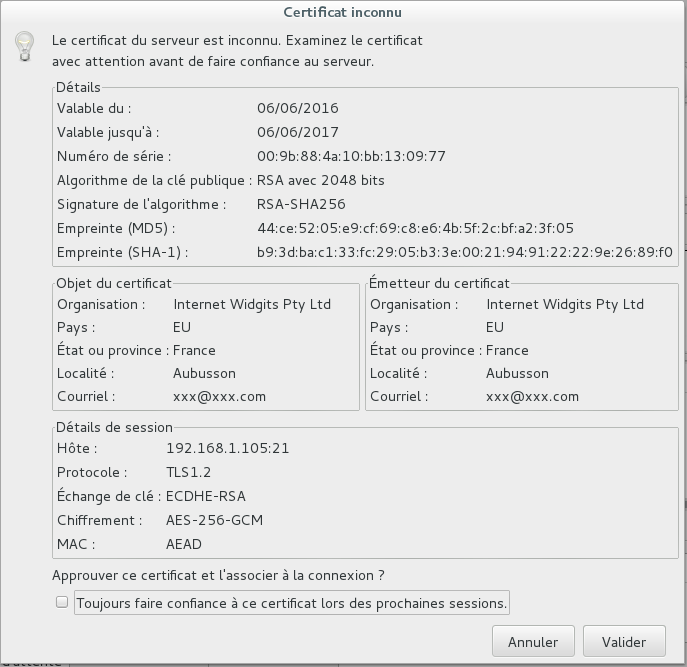 Certificat inconnu
Le certificat du serveur est inconnu. Examinez le certificat
avec attention avant de faire confiance au serveur.
Détails
Valable du : 06/06/2016
Valable jusqu'à : 06/06/2017
Numéro de série : 00:9b:88:4a:10:bb:13:09:77
Algorithme de la clé publique : RSA avec 2048 bits
Signature de l'algorithme : RSA-SHA256
Empreinte (MD5) : 44:ce:52:05:e9:cf:69:c8:e6:4b:5f:2c:bf:a2:3f:05
Empreinte (SHA-1) : b9:3d:ba:c1:33:fc:29:05:b3:3e:00:21:94:91:22:22:9e:26:89:f0
Objet du certificat
Organisation : Internet Widgits Pty Ltd
Pays : EU
État ou province : France
Localité : Aubusson
Courriel : xxx@xxx.com
Émetteur du certificat
Organisation : Internet Widgits Pty Ltd
Pays : EU
État ou province : France
Localité : Aubusson
Courriel : xxx@xxx.com
Détails de session
Hôte : 192.168.1.105:21
Protocole : TLS1.2
Échange de clé : ECDHE-RSA
Chiffrement : AES-256-GCM
MAC : AEAD
Approuver ce certificat et l'associer à la connexion ?
Toujours faire confiance à ce certificat lors des prochaines sessions.
Annuler Valider